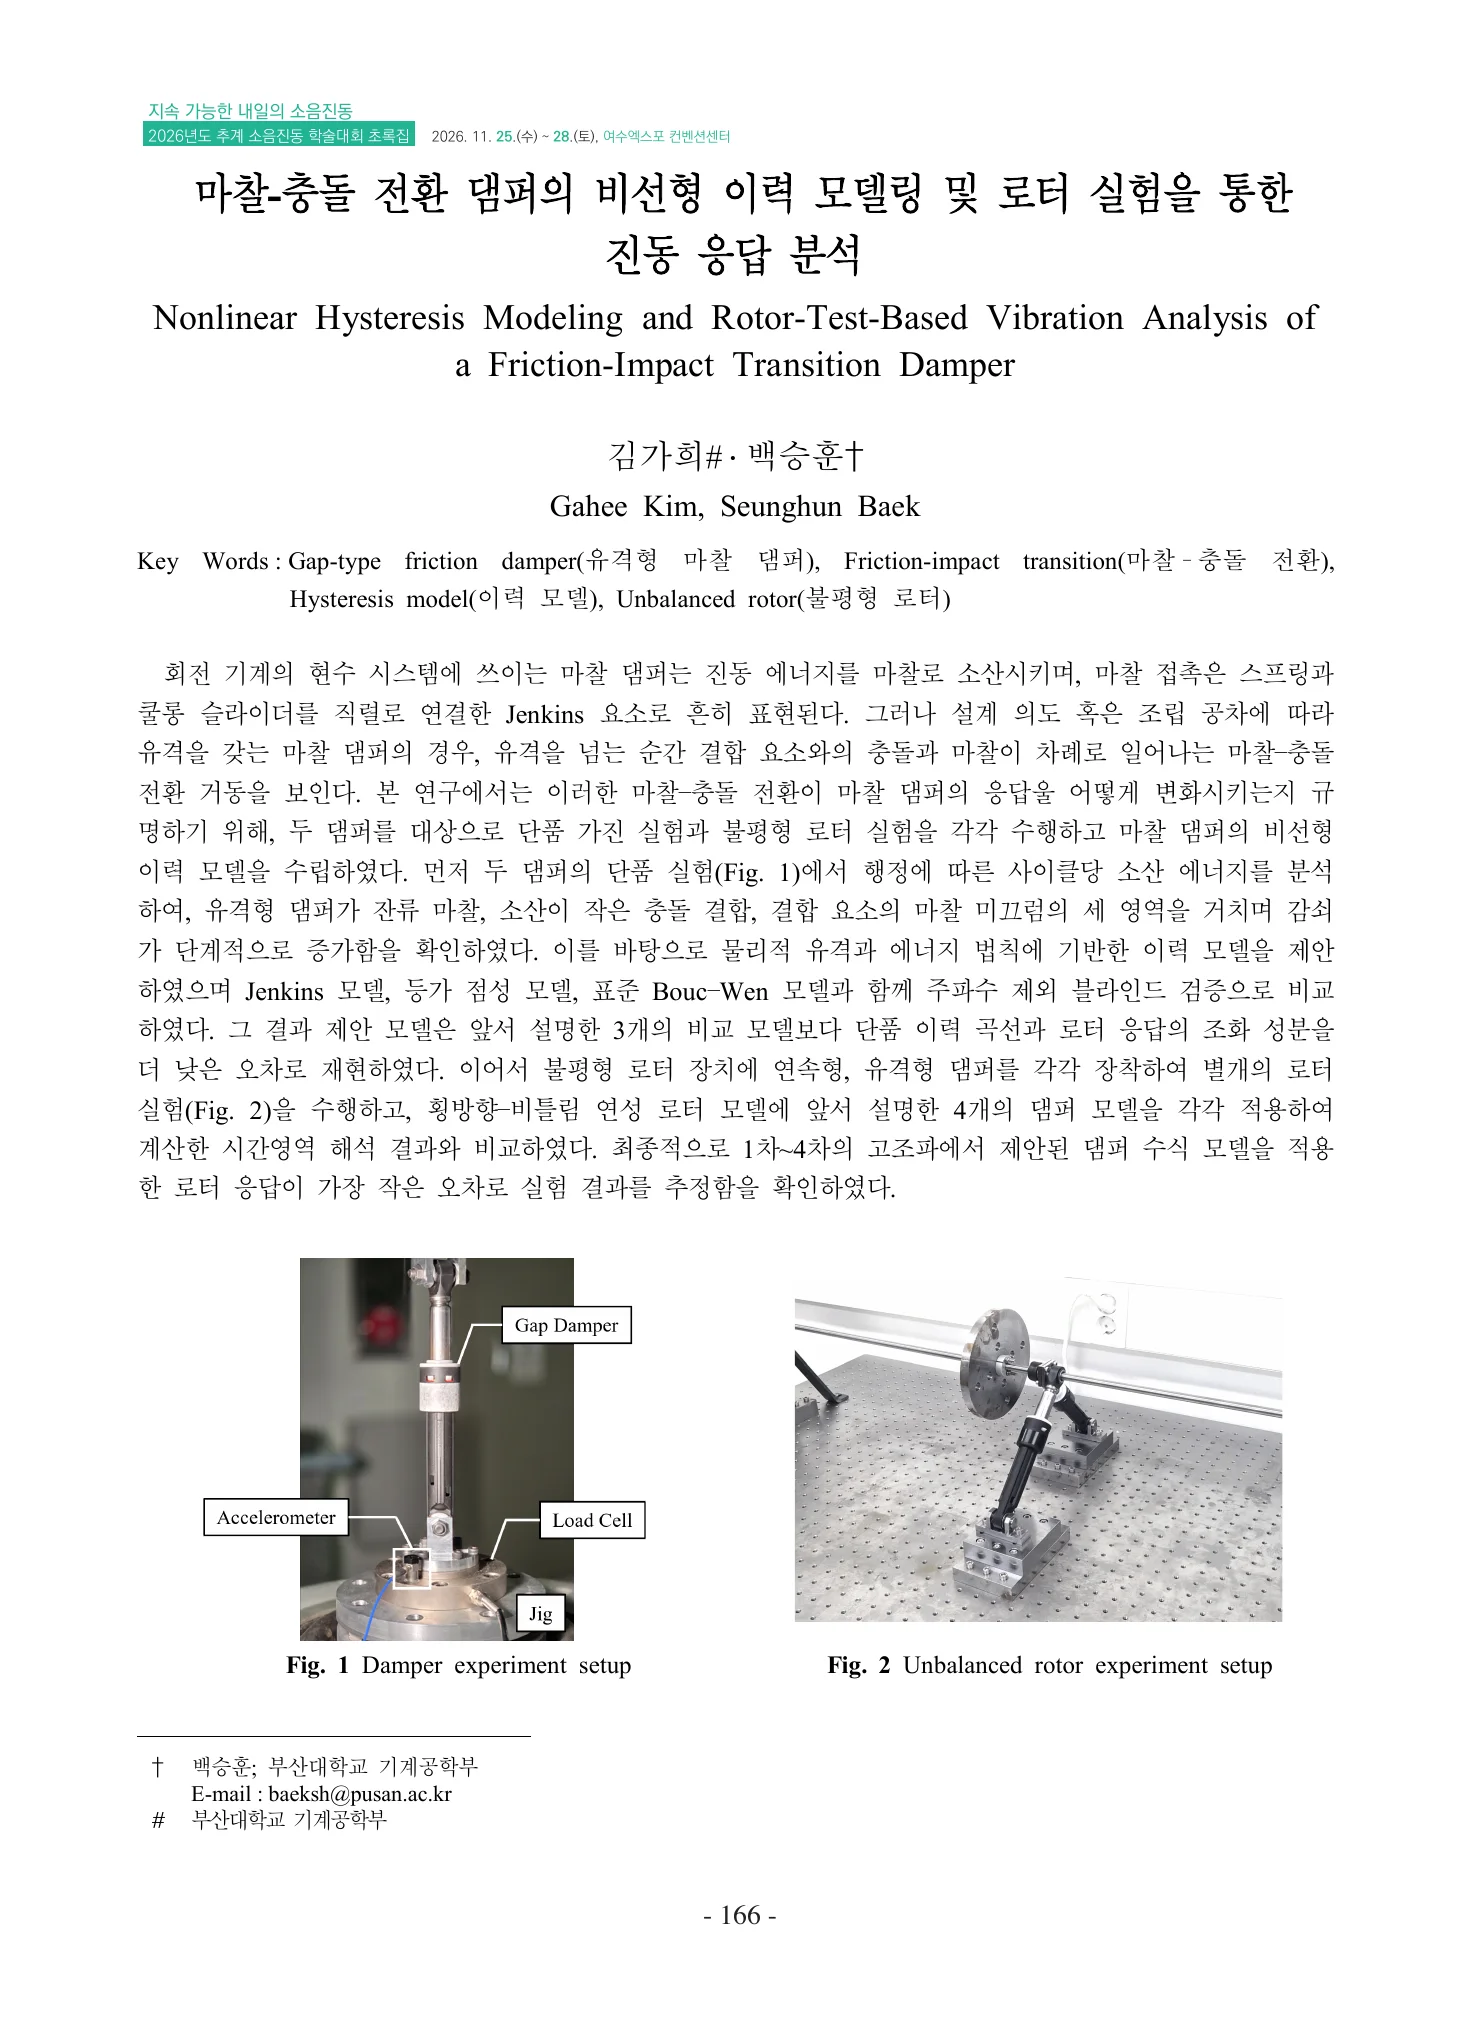 지속 가능한 내일의 소음진동
2026년도 추계 소음진동 학술대회 초록집 2026. 11. 25.(수) ~ 28.(토), 여수엑스포 컨벤션센터
마찰-충돌 전환 댐퍼의 비선형 이력 모델링 및 로터 실험을 통한
진동 응답 분석
Nonlinear Hysteresis Modeling and Rotor-Test-Based Vibration Analysis of
a Friction-Impact Transition Damper
김가희#· 백승훈†
Gahee Kim, Seunghun Baek
Key Words : Gap-type friction damper(유격형 마찰 댐퍼), Friction-impact transition(마찰‐충돌 전환),
Hysteresis model(이력 모델), Unbalanced rotor(불평형 로터)
회전 기계의 현수 시스템에 쓰이는 마찰 댐퍼는 진동 에너지를 마찰로 소산시키며, 마찰 접촉은 스프링과
쿨롱 슬라이더를 직렬로 연결한 Jenkins 요소로 흔히 표현된다. 그러나 설계 의도 혹은 조립 공차에 따라
유격을 갖는 마찰 댐퍼의 경우, 유격을 넘는 순간 결합 요소와의 충돌과 마찰이 차례로 일어나는 마찰–충돌
전환 거동을 보인다. 본 연구에서는 이러한 마찰–충돌 전환이 마찰 댐퍼의 응답울 어떻게 변화시키는지 규
명하기 위해, 두 댐퍼를 대상으로 단품 가진 실험과 불평형 로터 실험을 각각 수행하고 마찰 댐퍼의 비선형
이력 모델을 수립하였다. 먼저 두 댐퍼의 단품 실험(Fig. 1)에서 행정에 따른 사이클당 소산 에너지를 분석
하여, 유격형 댐퍼가 잔류 마찰, 소산이 작은 충돌 결합, 결합 요소의 마찰 미끄럼의 세 영역을 거치며 감쇠
가 단계적으로 증가함을 확인하였다. 이를 바탕으로 물리적 유격과 에너지 법칙에 기반한 이력 모델을 제안
하였으며 Jenkins 모델, 등가 점성 모델, 표준 Bouc–Wen 모델과 함께 주파수 제외 블라인드 검증으로 비교
하였다. 그 결과 제안 모델은 앞서 설명한 3개의 비교 모델보다 단품 이력 곡선과 로터 응답의 조화 성분을
더 낮은 오차로 재현하였다. 이어서 불평형 로터 장치에 연속형, 유격형 댐퍼를 각각 장착하여 별개의 로터
실험(Fig. 2)을 수행하고, 횡방향–비틀림 연성 로터 모델에 앞서 설명한 4개의 댐퍼 모델을 각각 적용하여
계산한 시간영역 해석 결과와 비교하였다. 최종적으로 1차~4차의 고조파에서 제안된 댐퍼 수식 모델을 적용
한 로터 응답이 가장 작은 오차로 실험 결과를 추정함을 확인하였다.
Gap Damper
Accelerometer
Load Cell
Jig
Fig. 1 Damper experiment setup
Fig. 2 Unbalanced rotor experiment setup
† 백승훈; 부산대학교 기계공학부
E-mail : baeksh@pusan.ac.kr
# 부산대학교 기계공학부
- 166 -